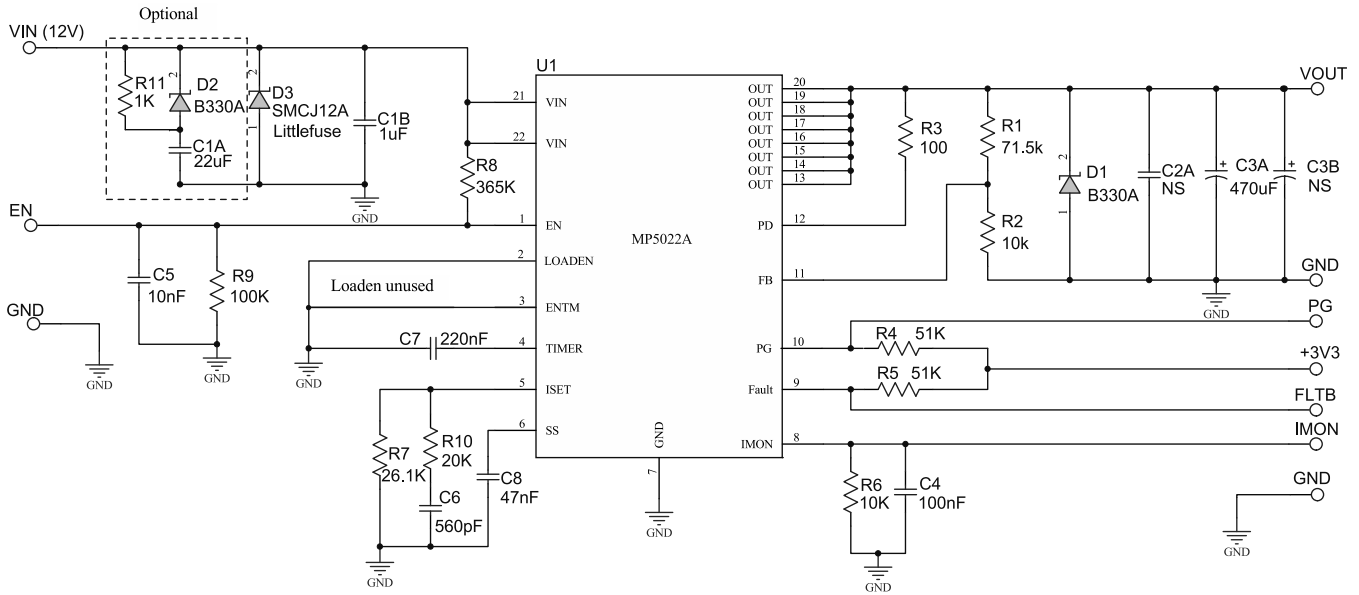 Optional
VIN (12V)
R11
1K
2
D2
B330A
C1A
22uF
2
D3
SMCJ12A
Littlefuse
1
C1B
1uF
GND
R8
365K
EN
C5
10nF
R9
100K
GND
GND
GND
Loaden unused
C7
220nF
GND
R7
26.1K
R10
20K
C6
560pF
C8
47nF
GND
U1
21
VIN
22
VIN
1
EN
2
LOADEN
3
ENTM
4
TIMER
5
ISET
6
SS
MP5022A
GND
7
GND
OUT
20
OUT
19
OUT
18
OUT
17
OUT
16
OUT
15
OUT
14
OUT
13
PD
12
FB
11
PG
10
Fault
9
IMON
8
VOUT
R3
100
R1
71.5k
R2
10k
2
D1
B330A
1
C2A
NS
+
C3A
470uF
+
C3B
NS
GND
GND
PG
R4
51K
+3V3
R5
51K
FLTB
IMON
R6
10K
C4
100nF
GND
GND
GND